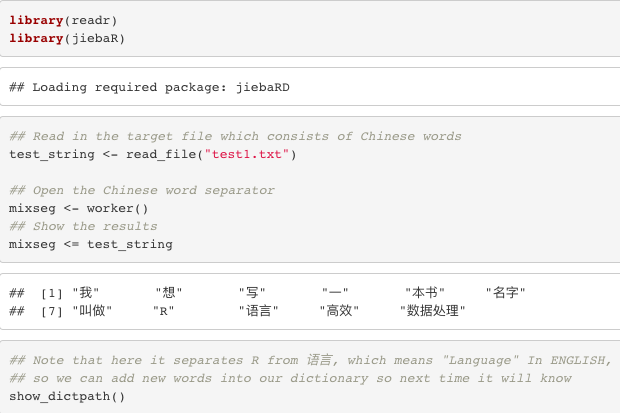 library(readr)
library(jiebaR)
## Loading required package: jiebaRD
## Read in the target file which consists of Chinese words
test_string <- read_file("test1.txt")
## Open the Chinese word separator
mixseg <- worker()
## Show the results
mixseg <= test_string
##  [1] "我"       "想"       "写"       "一"       "本书"     "名字"
##  [7] "叫做"     "R"        "语言"     "高效"     "数据处理"
## Note that here it separates R from 语言, which means "Language" In ENGLISH,
## so we can add new words into our dictionary so next time it will know
show_dictpath()